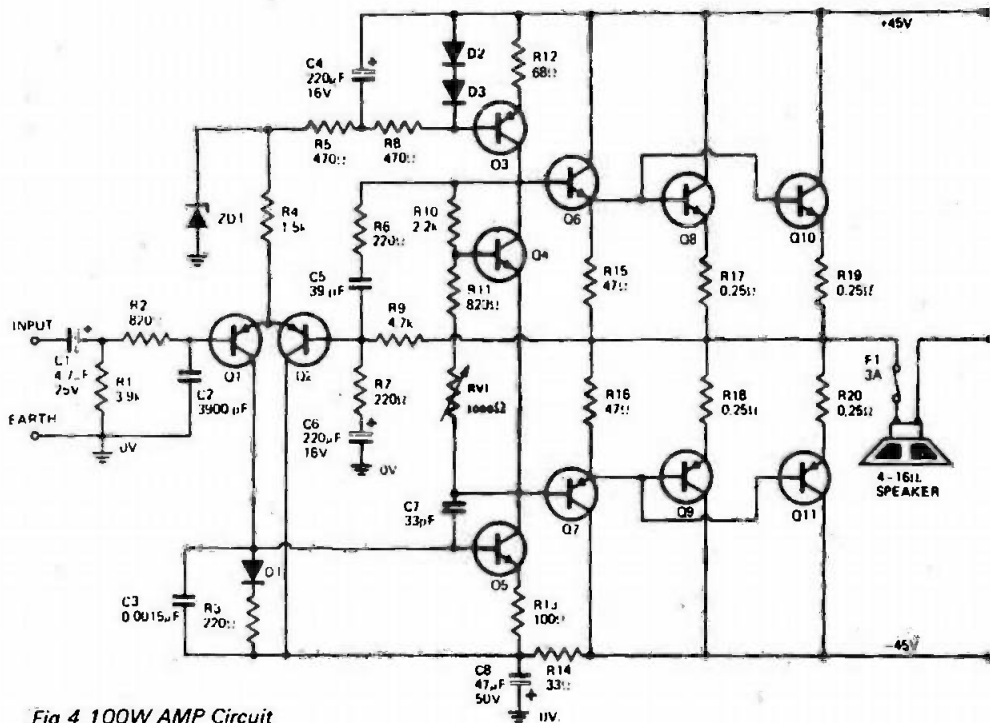 +45V
C4
220µF
16V
+
D2
D3
R12
68Ω
R5
470Ω
R8
470Ω
Q3
ZD1
R4
1.5k
R6
220Ω
R10
2.2k
Q6
Q8
Q10
Q4
C5
39µF
R11
820Ω
R15
47Ω
R17
0.25Ω
R19
0.25Ω
INPUT
+
R2
820Ω
R9
4.7k
C1
25V
R1
3.9k
Q1
Q2
C2
3900µF
EARTH
0V
R7
220Ω
C6
220µF
16V
+
0V
RV1
R16
47Ω
R18
0.25Ω
R20
0.25Ω
F1
3A
4-16Ω
SPEAKER
C7
33pF
Q7
Q9
Q11
D1
Q5
C3
0.0015µF
R3
220Ω
R13
100Ω
-45V
C8
47µF
50V
+
R14
33Ω
0V.
Fig 4 100W AMP Circuit